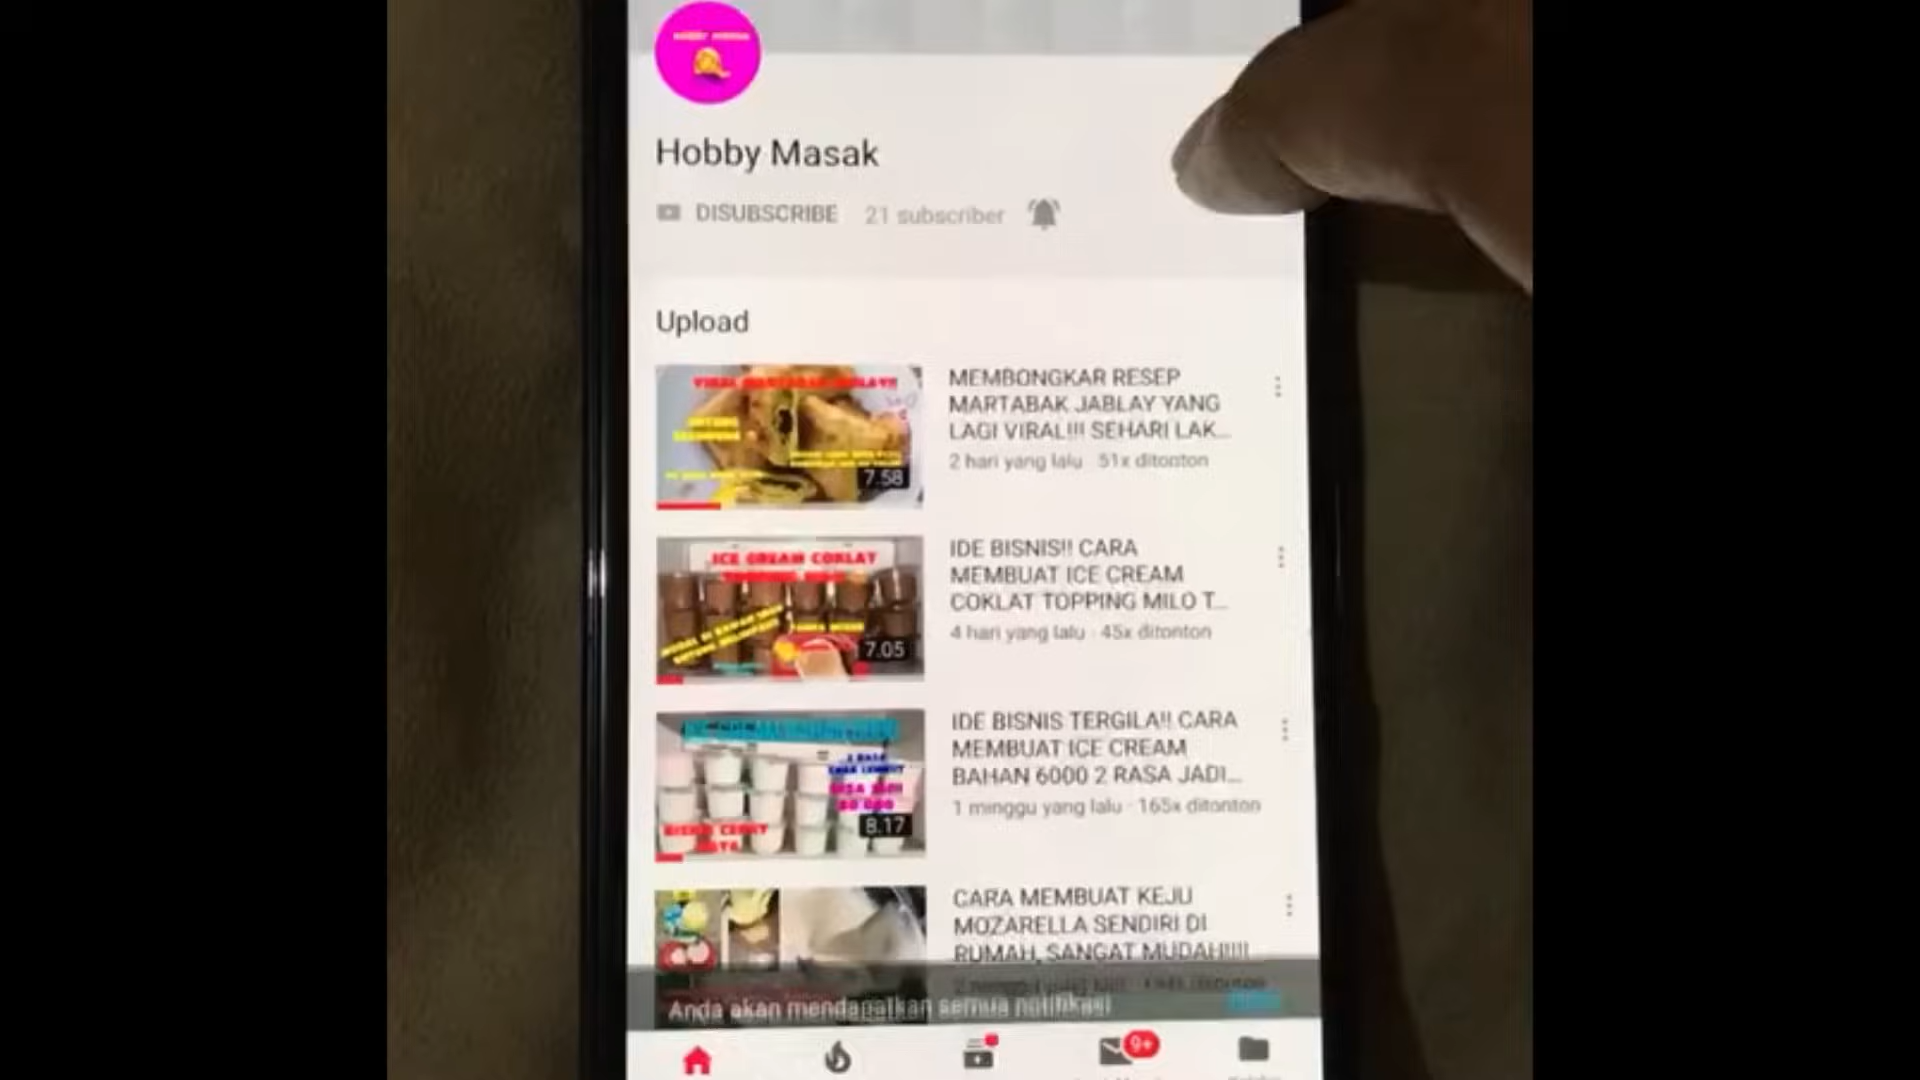 Hobby Masak
DISUBSCRIBE 21 subscriber
Upload
7.58
MEMBONGKAR RESEP
MARTABAK JABLAY YANG
LAGI VIRAL!!! SEHARI LAK...
2 hari yang lalu · 51x ditonton
ICE CREAM COKLAT
7.05
IDE BISNIS!! CARA
MEMBUAT ICE CREAM
COKLAT TOPPING MILO T...
4 hari yang lalu · 45x ditonton
8.17
IDE BISNIS TERGILA!! CARA
MEMBUAT ICE CREAM
BAHAN 6000 2 RASA JADI...
1 minggu yang lalu · 165x ditonton
CARA MEMBUAT KEJU
MOZARELLA SENDIRI DI
RUMAH, SANGAT MUDAH!!!!
Anda akan mendapatkan semua notifikasi
9+